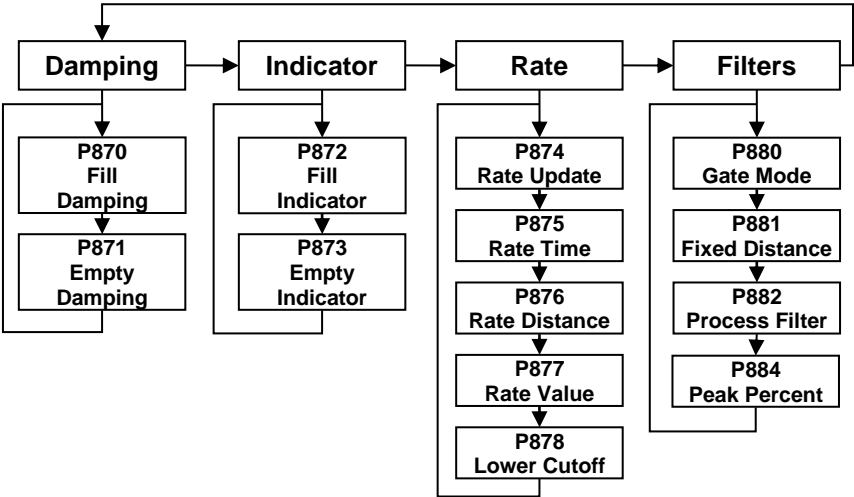 Damping
Indicator
Rate
Filters
P870
Fill
Damping
P871
Empty
Damping
P872
Fill
Indicator
P873
Empty
Indicator
P874
Rate Update
P875
Rate Time
P876
Rate Distance
P877
Rate Value
P878
Lower Cutoff
P880
Gate Mode
P881
Fixed Distance
P882
Process Filter
P884
Peak Percent